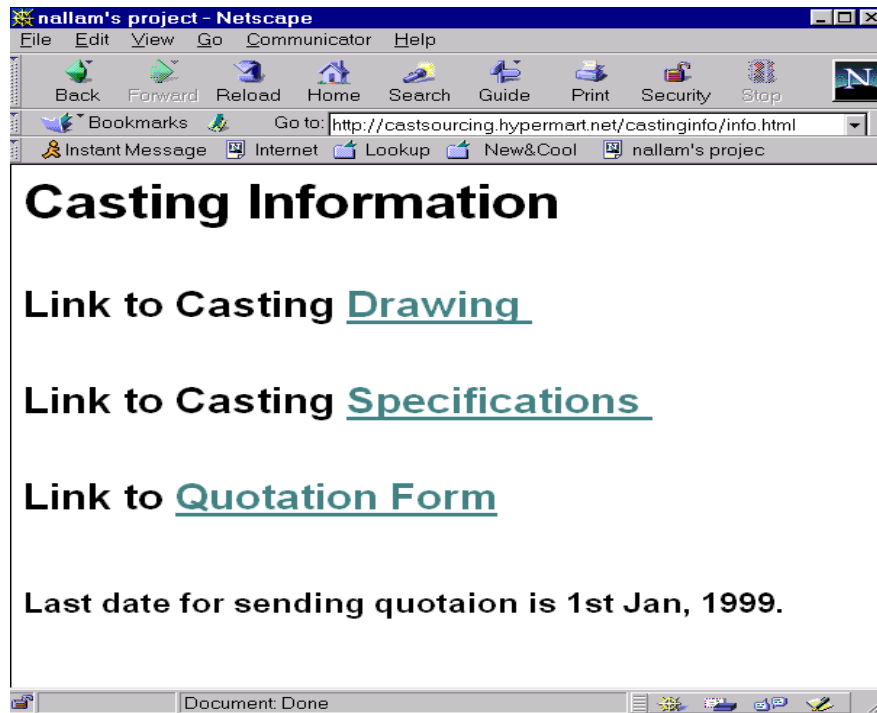 nallam's project - Netscape
File Edit View Go Communicator Help
Back Forward Reload Home Search Guide Print Security Stop
N
Bookmarks Go to: http://castsourcing.hypermart.net/castinginfo/info.html
Instant Message Internet Lookup New&Cool nallam's projec
Casting Information
Link to Casting Drawing
Link to Casting Specifications
Link to Quotation Form
Last date for sending quotaion is 1st Jan, 1999.
Document: Done